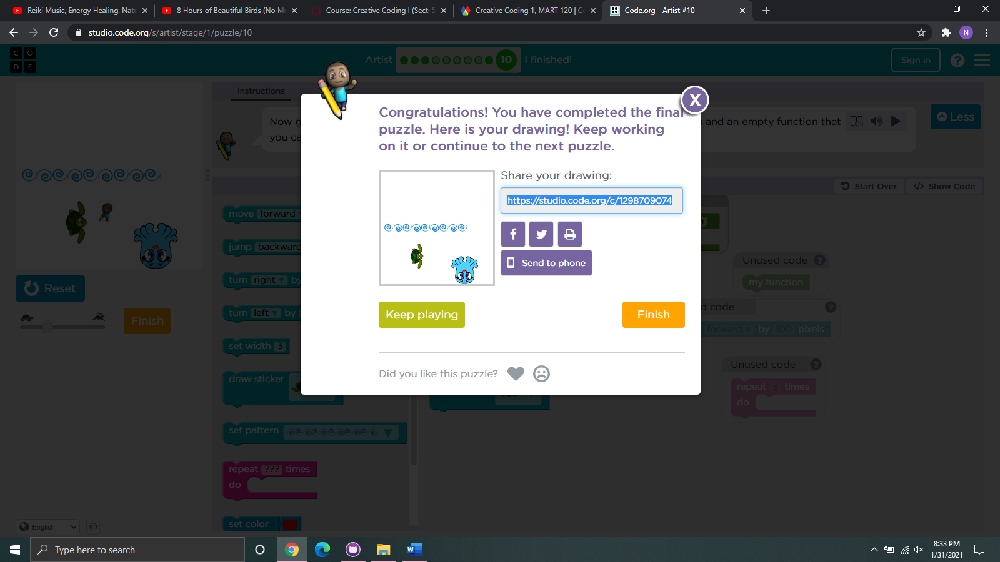 Reiki Music, Energy Healing, Natu
8 Hours of Beautiful Birds (No Mu
Course: Creative Coding I (Sect: 5
Creative Coding 1, MART 120 | Co
Code.org - Artist #10
studio.code.org/s/artist/stage/1/puzzle/10
N
C O
D E
Artist
10
I finished!
Sign in
?
Instructions
Now g
s and an empty function that
you ca
Less
X
Congratulations! You have completed the final
puzzle. Here is your drawing! Keep working
on it or continue to the next puzzle.
Share your drawing:
https://studio.code.org/c/1298709074
Send to phone
Keep playing
Finish
Did you like this puzzle?
Start Over
</> Show Code
Reset
Finish
move forward
jump backward
turn right by
turn left by
set width 3
draw sticker
set pattern
repeat ??? times
do
set color
Unused code ?
my function
d code ?
forward by 100 pixels
Unused code ?
repeat 3 times
do
English
©
Type here to search
8:33 PM
1/31/2021